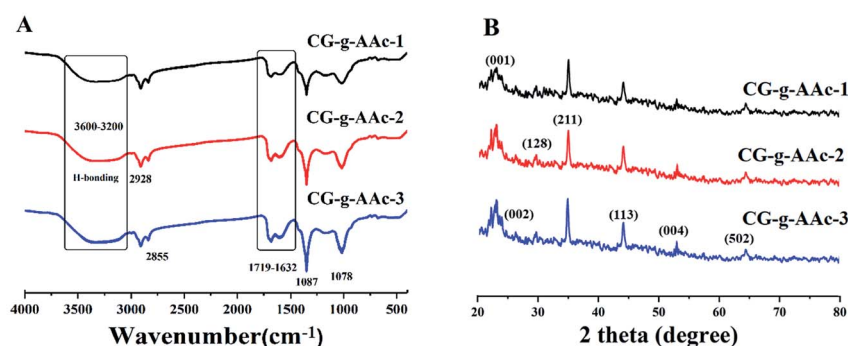 A
CG-g-AAc-1
CG-g-AAc-2
3600-3200
H-bonding
2928
CG-g-AAc-3
2855
1719-1632
1087
1078
4000 3500 3000 2500 2000 1500 1000 500
Wavenumber(cm-1)
B
(001)
CG-g-AAc-1
(211)
(128)
CG-g-AAc-2
(002)
(113)
CG-g-AAc-3
(004)
(502)
20 30 40 50 60 70 80
2 theta (degree)